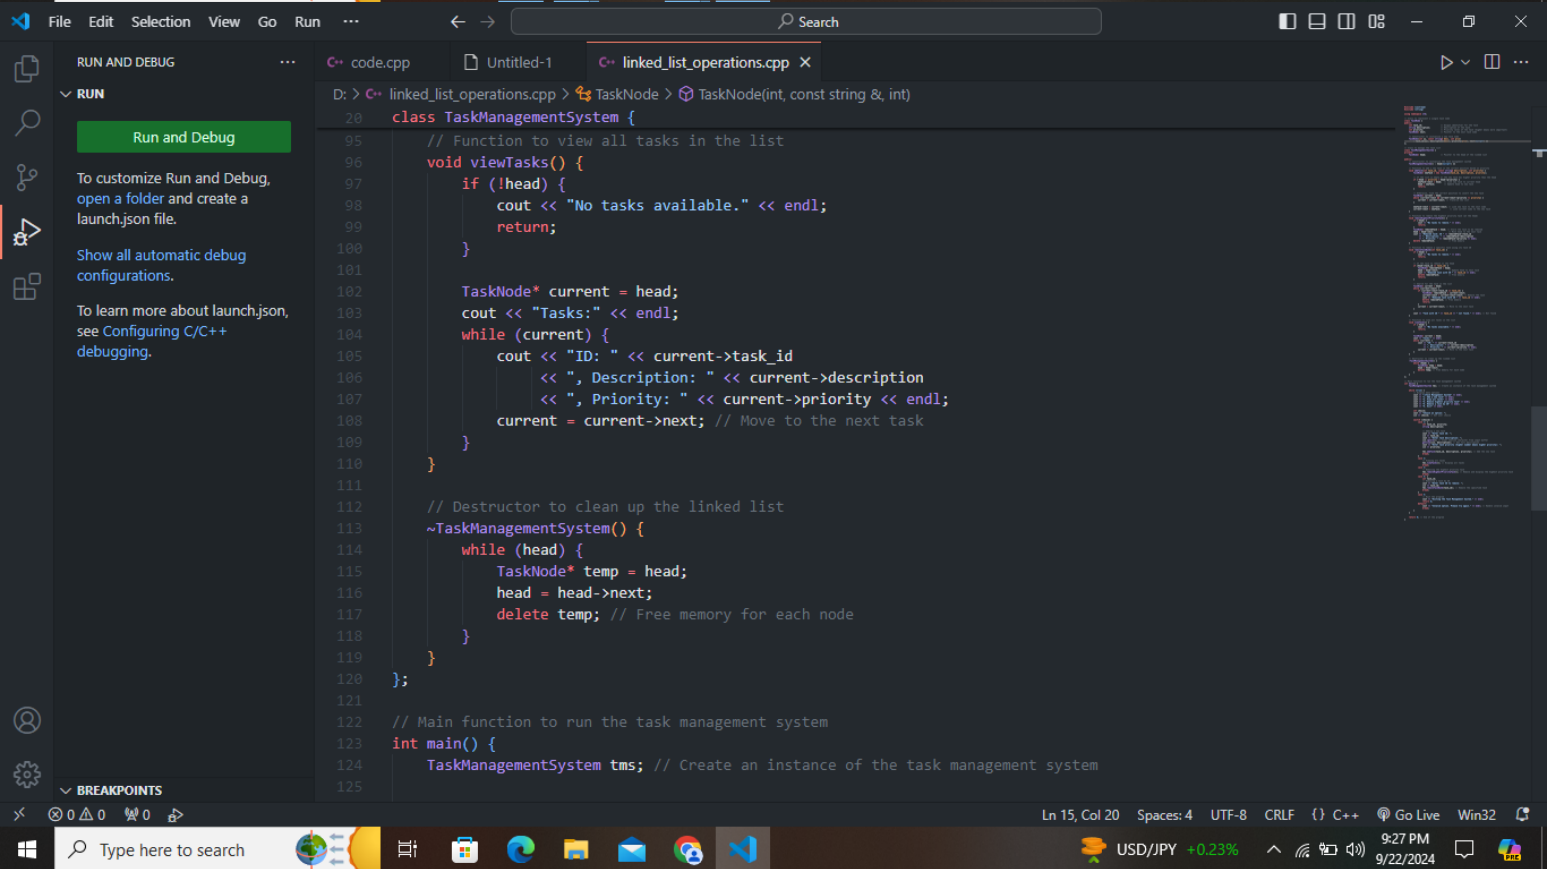 File Edit Selection View Go Run ···
Search
RUN AND DEBUG ···
RUN
Run and Debug
To customize Run and Debug,
open a folder and create a
launch.json file.
Show all automatic debug
configurations.
To learn more about launch.json,
see Configuring C/C++
debugging.
BREAKPOINTS
C++ code.cpp
Untitled-1
C++ linked_list_operations.cpp
D: > C++ linked_list_operations.cpp > TaskNode > TaskNode(int, const string &, int)
20 class TaskManagementSystem {
95 // Function to view all tasks in the list
96 void viewTasks() {
97 if (!head) {
98 cout << "No tasks available." << endl;
99 return;
100 }
101
102 TaskNode* current = head;
103 cout << "Tasks:" << endl;
104 while (current) {
105 cout << "ID: " << current->task_id
106 << ", Description: " << current->description
107 << ", Priority: " << current->priority << endl;
108 current = current->next; // Move to the next task
109 }
110 }
111
112 // Destructor to clean up the linked list
113 ~TaskManagementSystem() {
114 while (head) {
115 TaskNode* temp = head;
116 head = head->next;
117 delete temp; // Free memory for each node
118 }
119 }
120 };
121
122 // Main function to run the task management system
123 int main() {
124 TaskManagementSystem tms; // Create an instance of the task management system
125
0 0 0
Ln 15, Col 20 Spaces: 4 UTF-8 CRLF {} C++ Go Live Win32
Type here to search
USD/JPY +0.23%
9:27 PM
9/22/2024
PRE